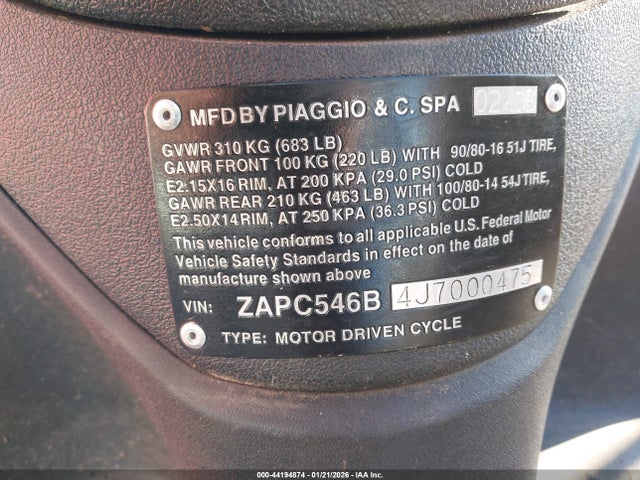 MFD BY PIAGGIO & C. SPA 02/08
GVWR 310 KG (683 LB)
GAWR FRONT 100 KG (220 LB) WITH 90/80-16 51J TIRE,
E2.15X16 RIM, AT 200 KPA (29.0 PSI) COLD
GAWR REAR 210 KG (463 LB) WITH 100/80-14 54J TIRE,
E2.50X14 RIM, AT 250 KPA (36.3 PSI) COLD
This vehicle conforms to all applicable U.S. Federal Motor
Vehicle Safety Standards in effect on the date of
manufacture shown above
VIN: ZAPC546B 4J7000475
TYPE: MOTOR DRIVEN CYCLE
000-44194874 - 01/21/2026 - IAA Inc.